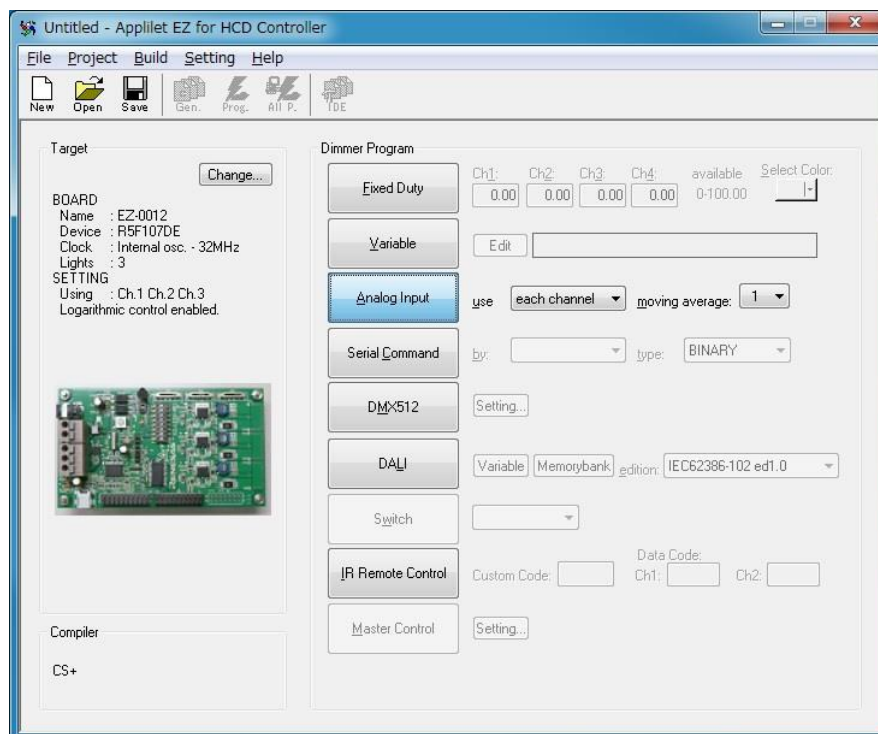 Untitled - Applilet EZ for HCD Controller
File Project Build Setting Help
New Open Save Gen. Prog. All P. IDE
Target
Change...
BOARD
Name : EZ-0012
Device : R5F107DE
Clock : Internal osc. - 32MHz
Lights : 3
SETTING
Using : Ch.1 Ch.2 Ch.3
Logarithmic control enabled.
Compiler
CS+
Dimmer Program
Fixed Duty Ch1: Ch2: Ch3: Ch4: available Select Color:
0.00 0.00 0.00 0.00 0-100.00
Variable Edit
Analog Input use each channel moving average: 1
Serial Command by: type: BINARY
DMX512 Setting...
DALI Variable Memorybank edition: IEC62386-102 ed1.0
Switch
Data Code:
IR Remote Control Custom Code: Ch1: Ch2:
Master Control Setting...